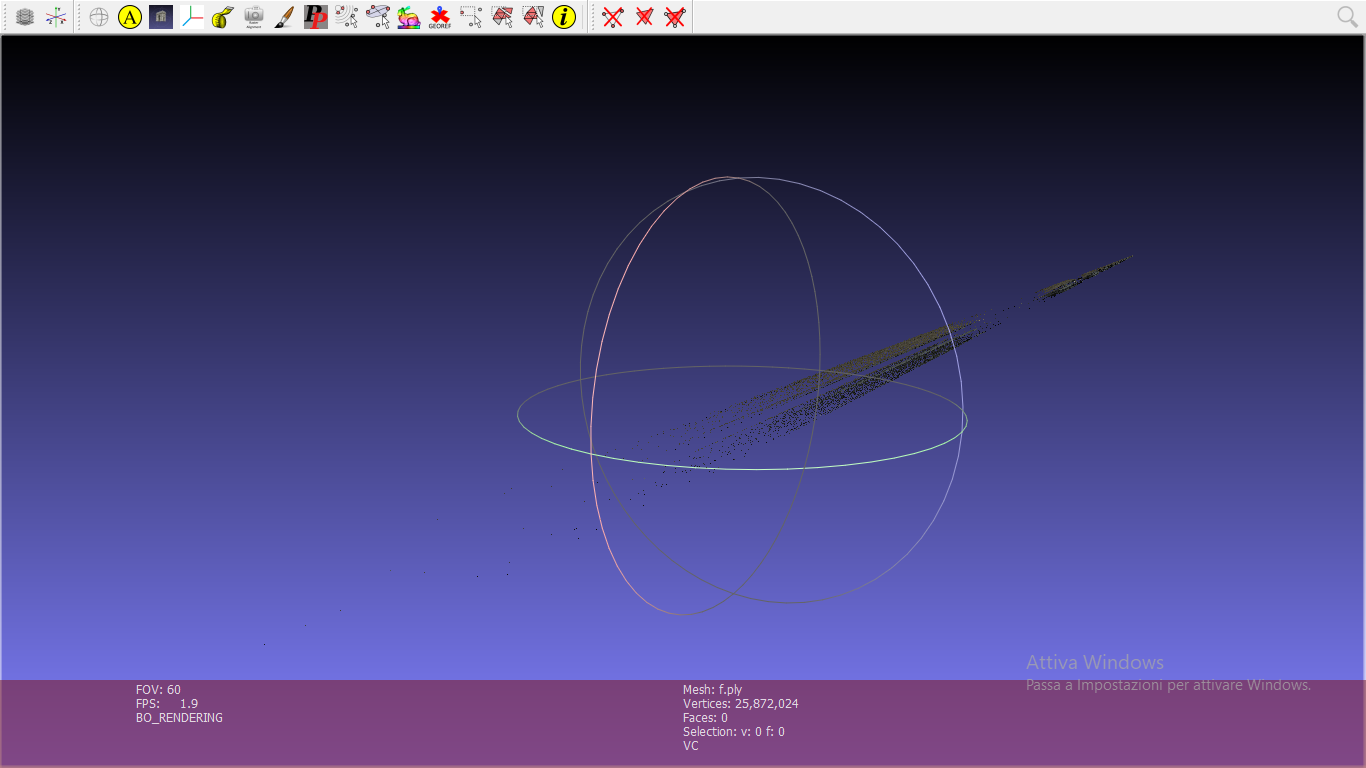 A
PP
GEOREF
i
Attiva Windows
Passa a Impostazioni per attivare Windows.
FOV: 60
FPS: 1.9
BO_RENDERING
Mesh: f.ply
Vertices: 25,872,024
Faces: 0
Selection: v: 0 f: 0
VC